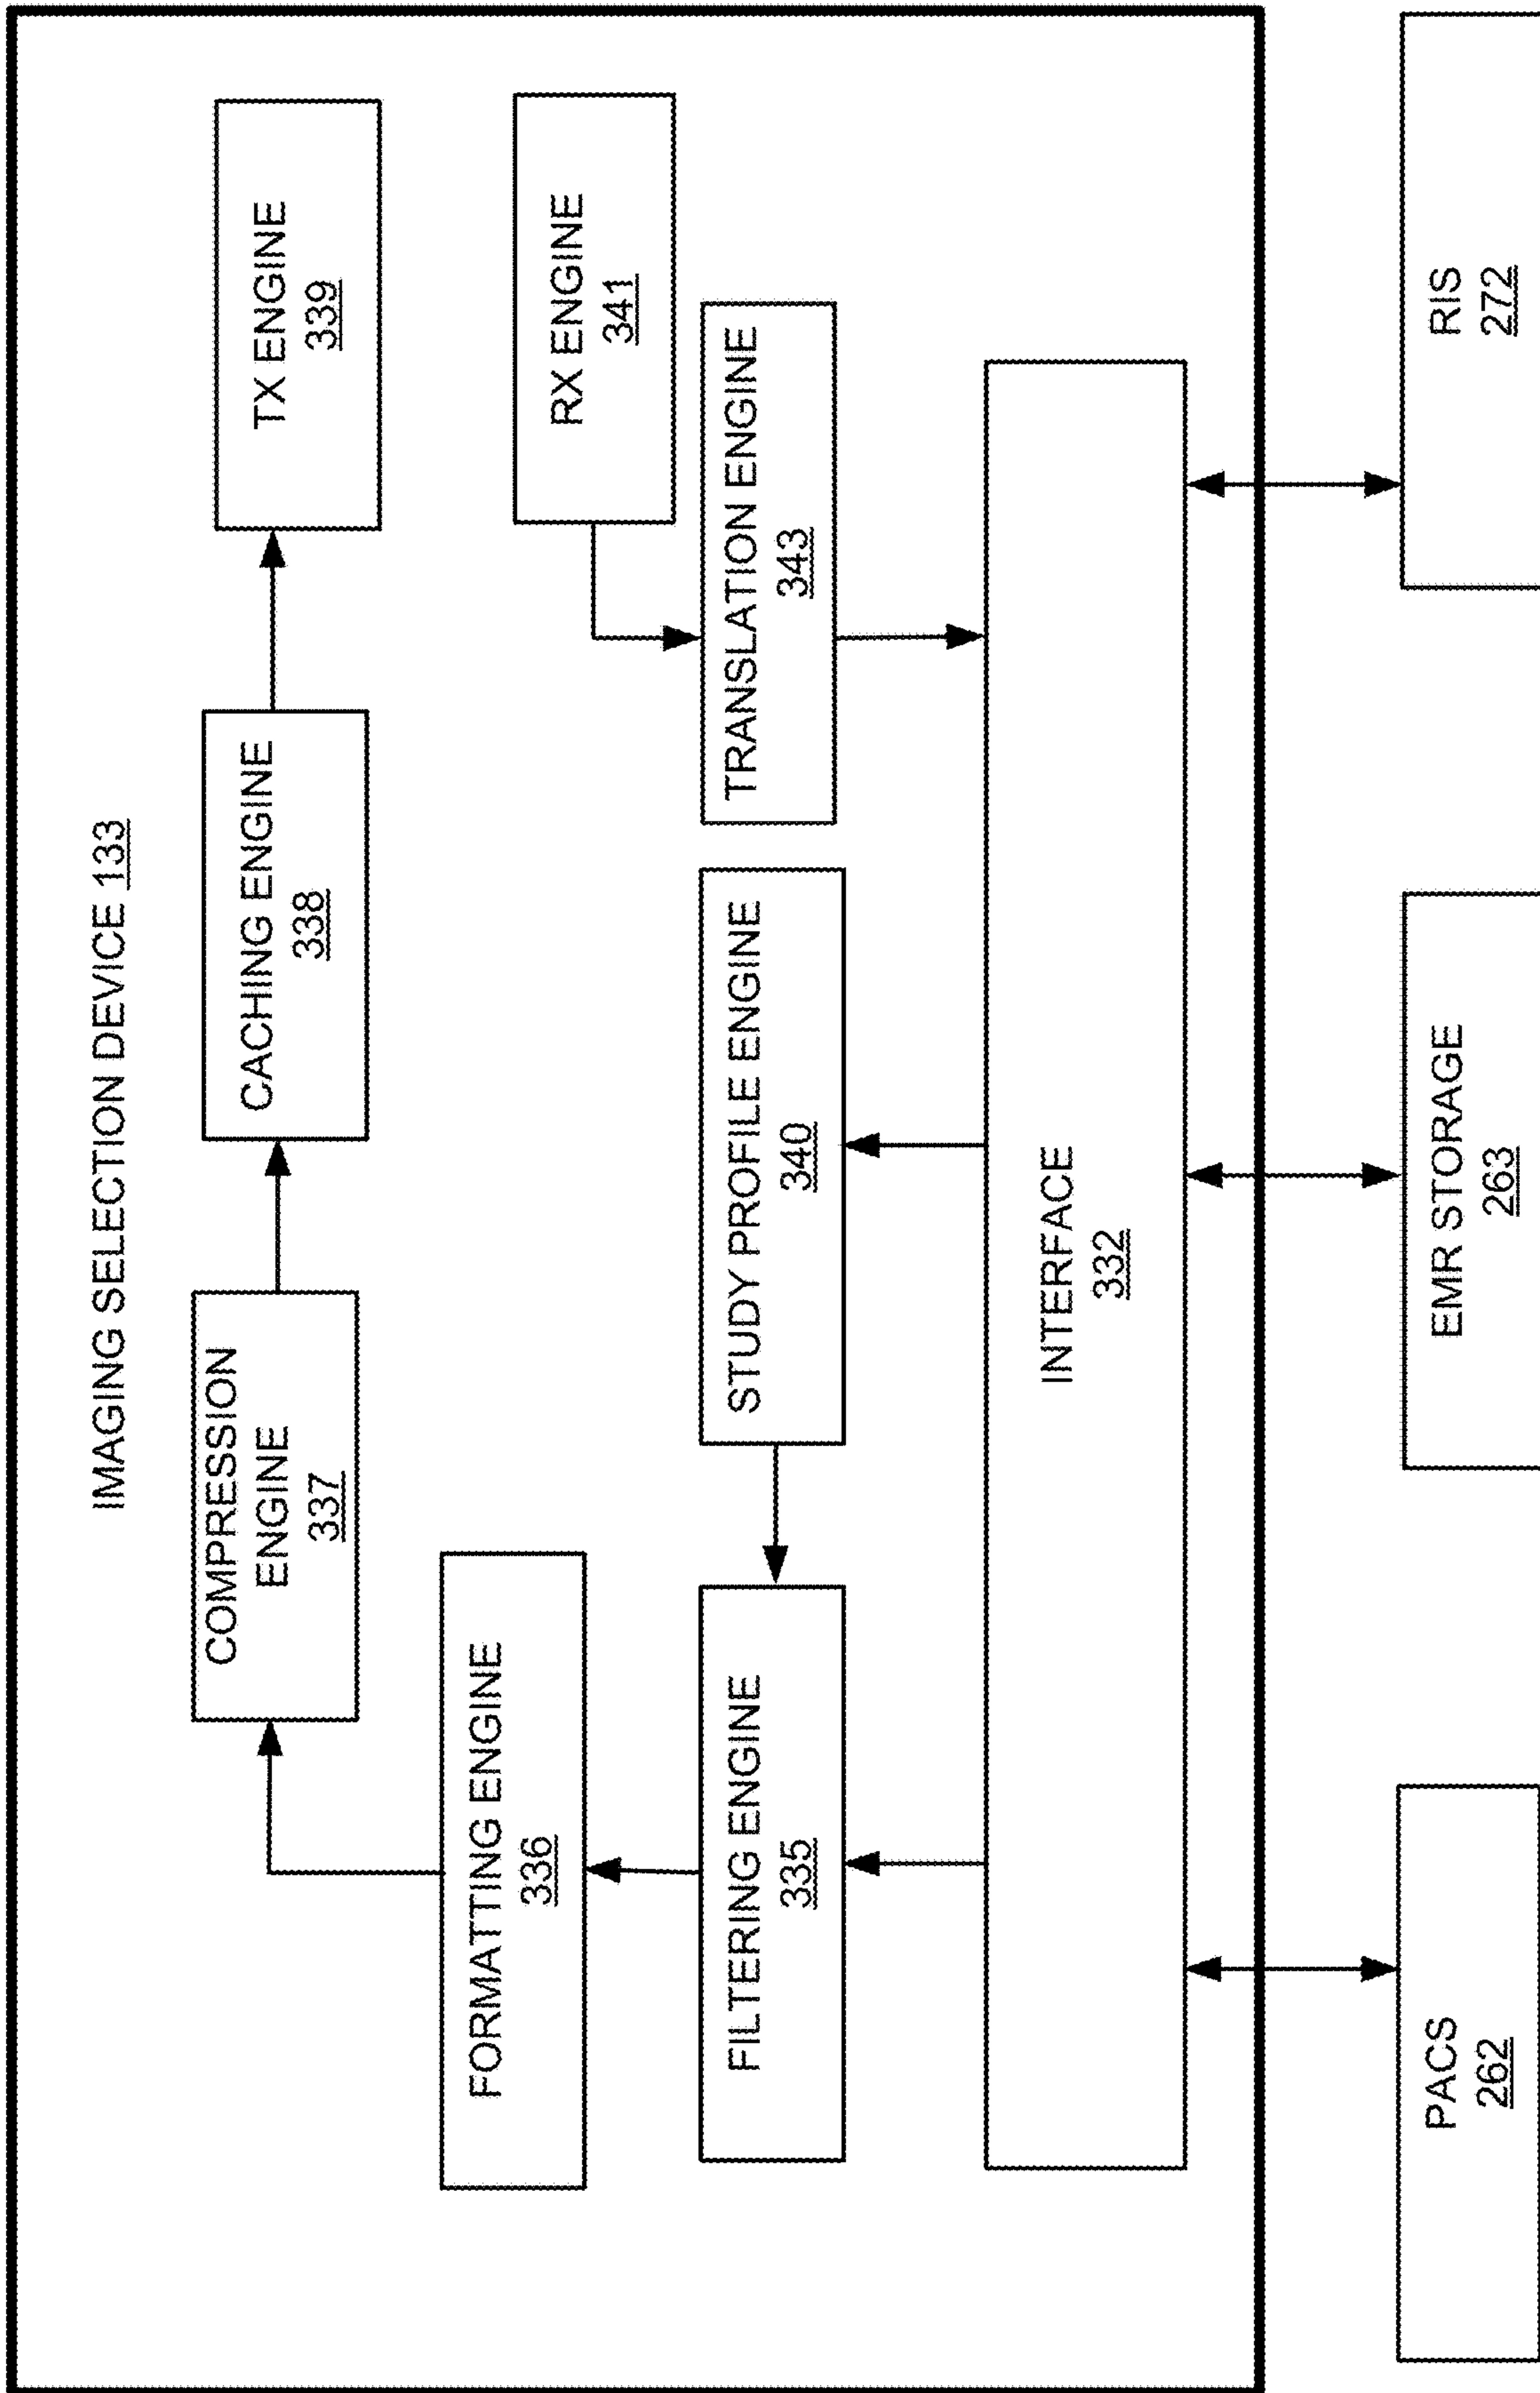 IMAGING SELECTION DEVICE 133
COMPRESSION
ENGINE
337
CACHING ENGINE
338
TX ENGINE
339
FORMATTING ENGINE
336
RX ENGINE
341
FILTERING ENGINE
335
STUDY PROFILE ENGINE
340
TRANSLATION ENGINE
343
INTERFACE
332
PACS
262
EMR STORAGE
263
RIS
272